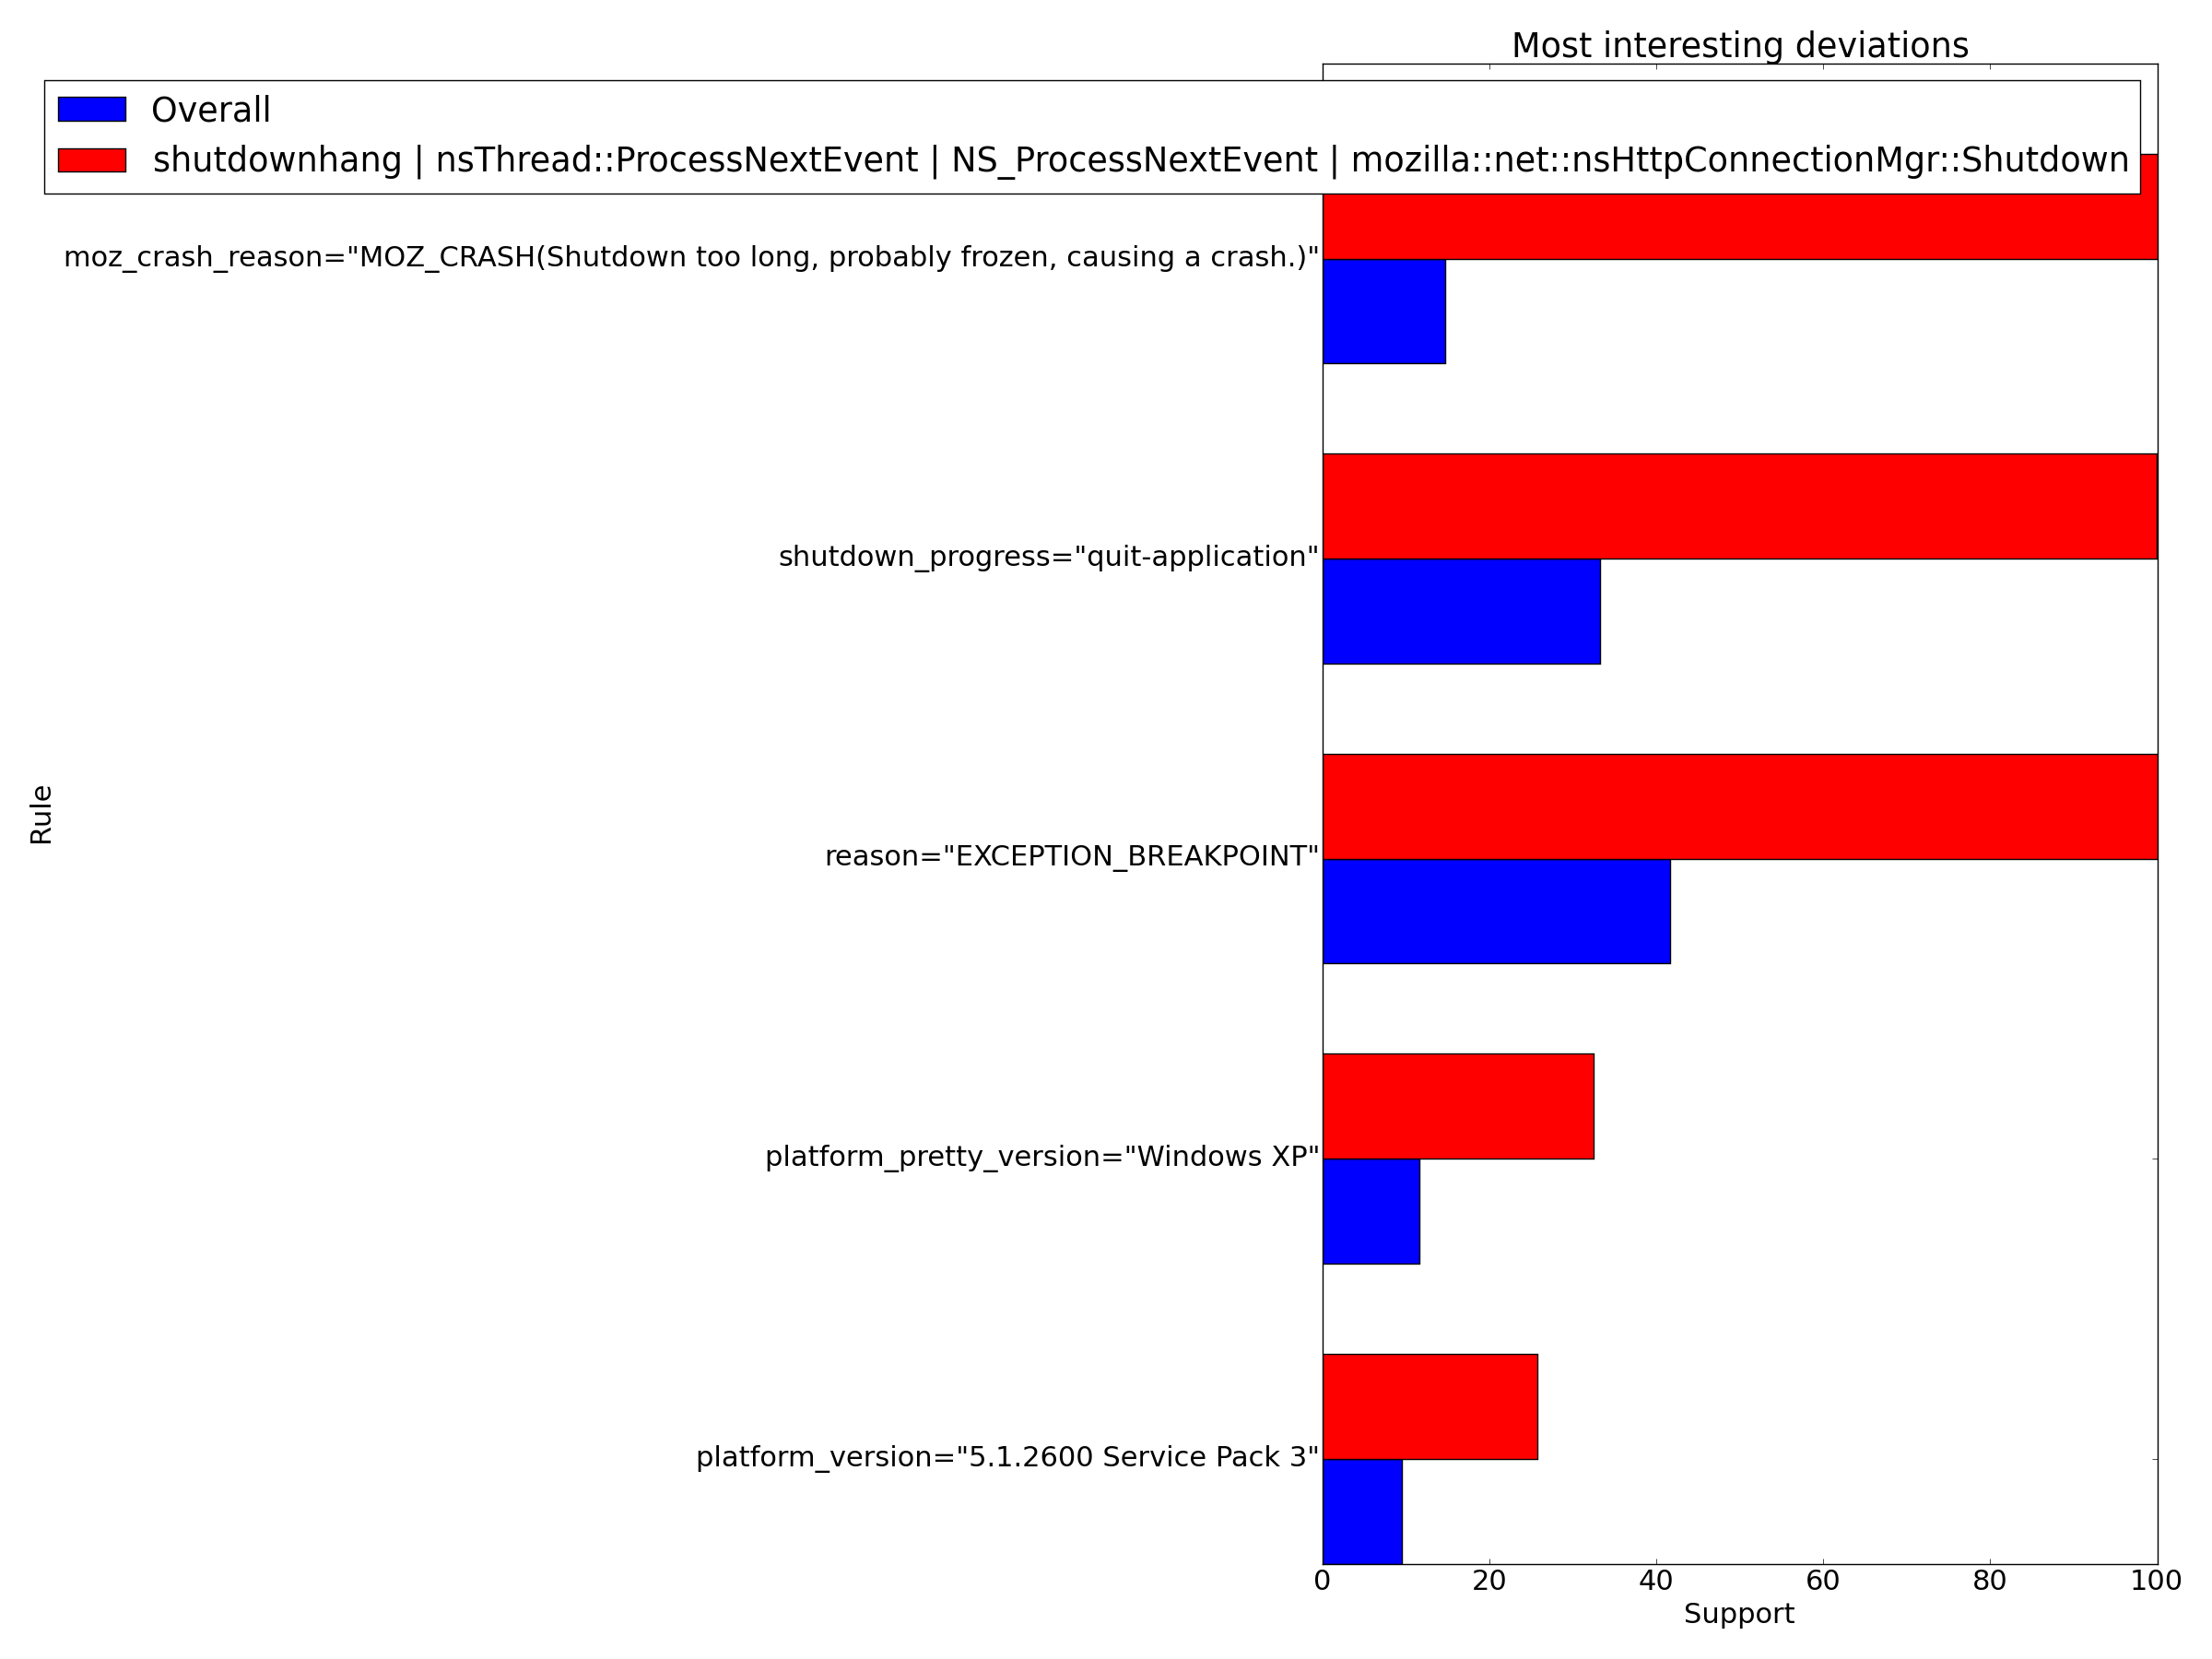 Most interesting deviations
Overall
shutdownhang | nsThread::ProcessNextEvent | NS_ProcessNextEvent | mozilla::net::nsHttpConnectionMgr::Shutdown
moz_crash_reason="MOZ_CRASH(Shutdown too long, probably frozen, causing a crash.)"
shutdown_progress="quit-application"
Rule
reason="EXCEPTION_BREAKPOINT"
platform_pretty_version="Windows XP"
platform_version="5.1.2600 Service Pack 3"
0 20 40 60 80 100
Support